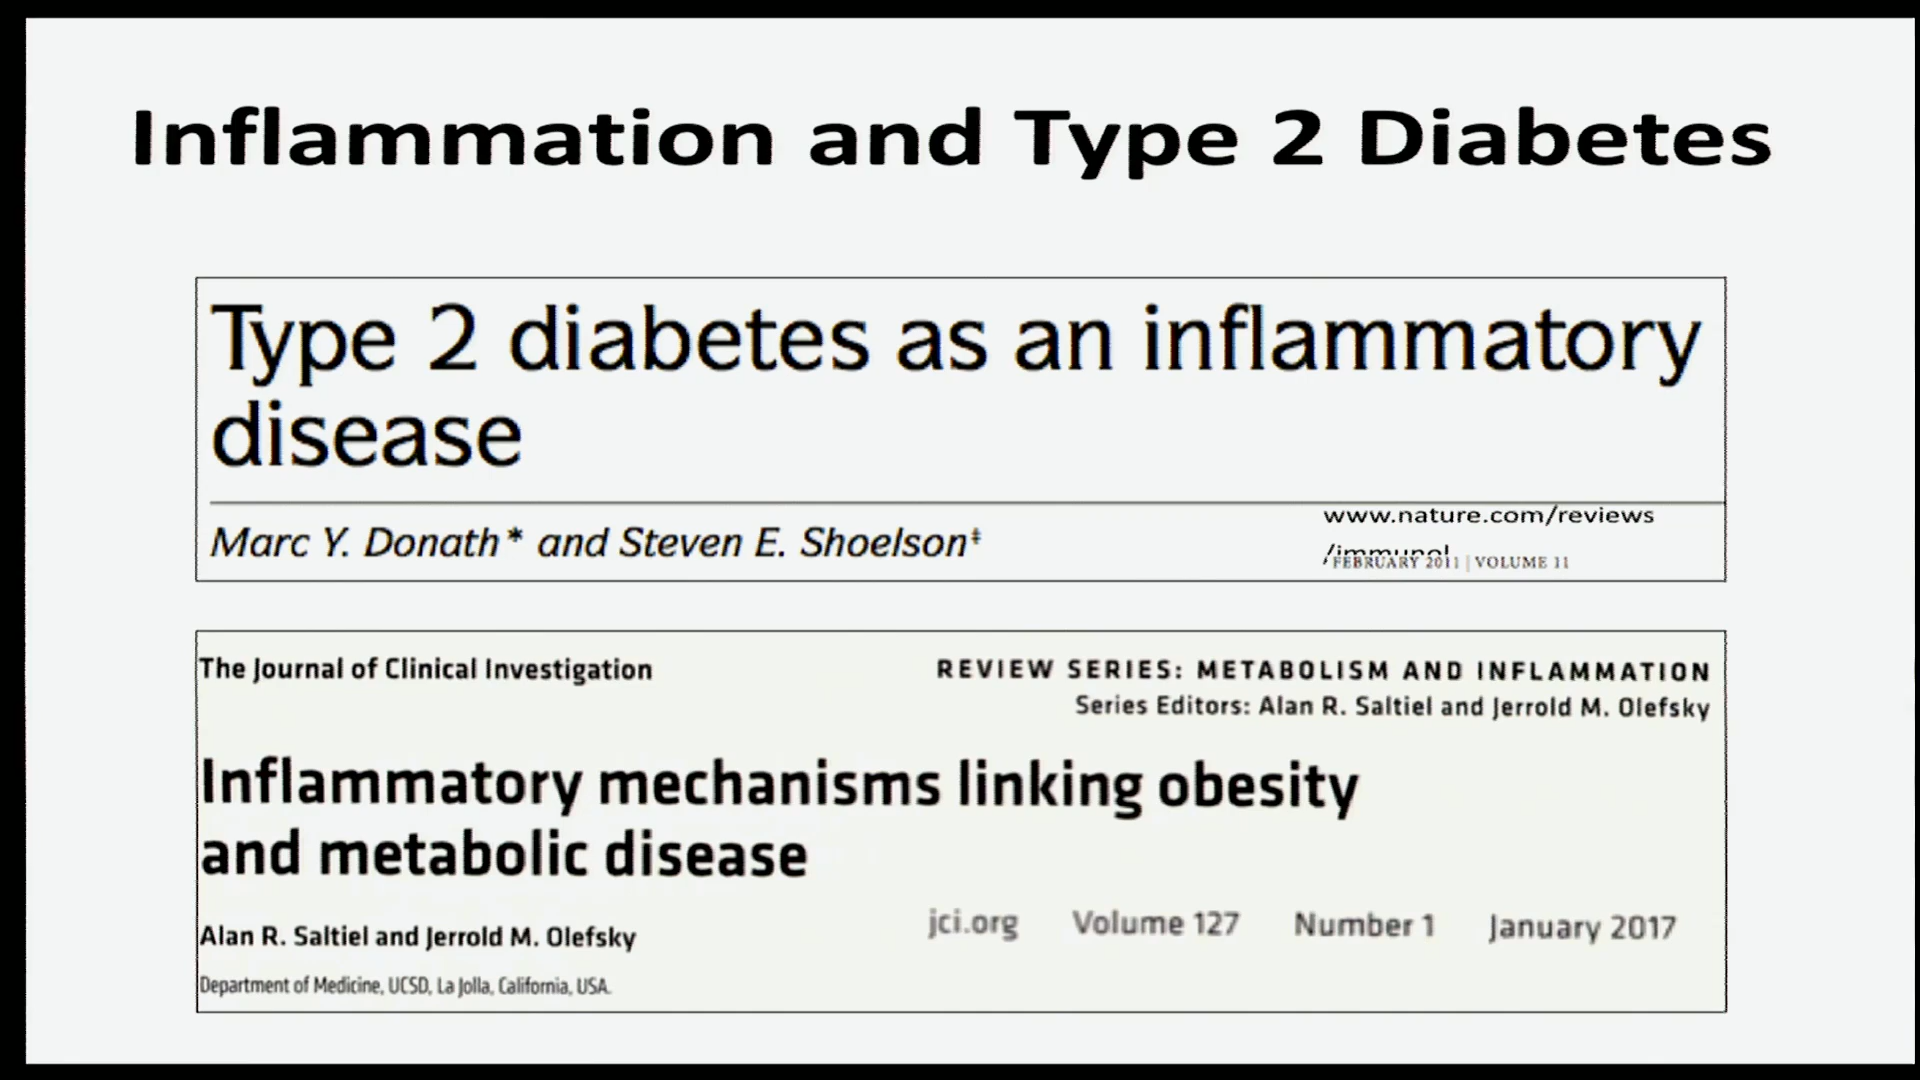 Inflammation and Type 2 Diabetes
Type 2 diabetes as an inflammatory
disease
Marc Y. Donath* and Steven E. Shoelson‡
www.nature.com/reviews
/immunol
FEBRUARY 2011 | VOLUME 11
The Journal of Clinical Investigation
REVIEW SERIES: METABOLISM AND INFLAMMATION
Series Editors: Alan R. Saltiel and Jerrold M. Olefsky
Inflammatory mechanisms linking obesity
and metabolic disease
Alan R. Saltiel and Jerrold M. Olefsky
jci.org Volume 127 Number 1 January 2017
Department of Medicine, UCSD, La Jolla, California, USA.